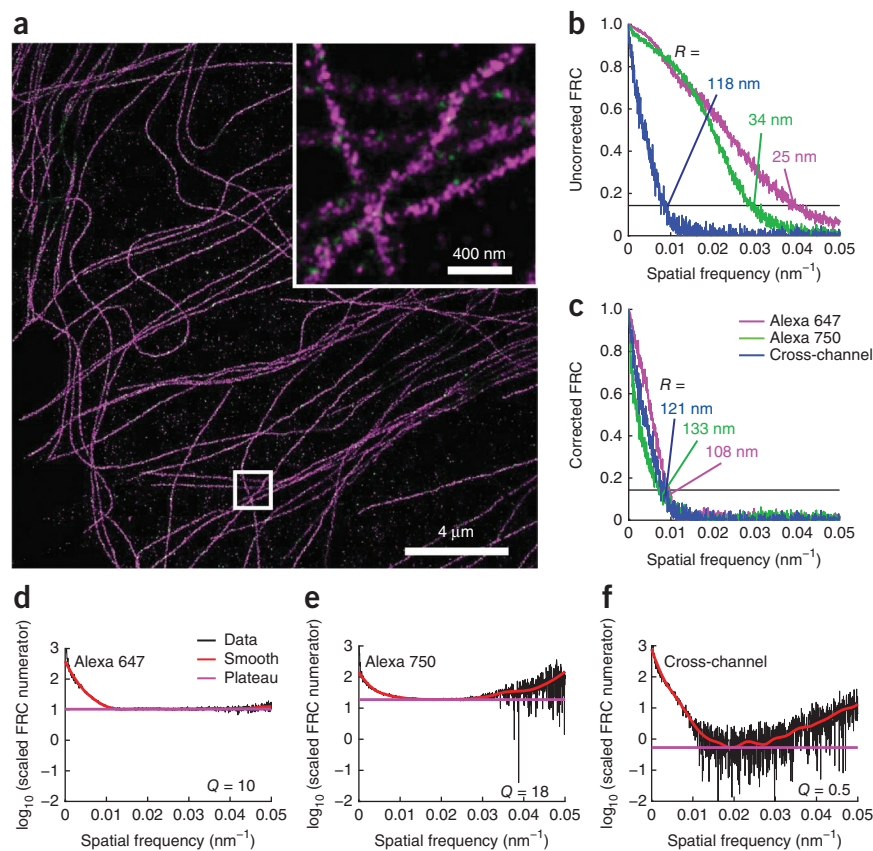 a
400 nm
4 μm
b
Uncorrected FRC
1.0
0.8
0.6
0.4
0.2
0
R =
118 nm
34 nm
25 nm
0
0.01
0.02
0.03
0.04
0.05
Spatial frequency (nm⁻¹)
c
Corrected FRC
1.0
0.8
0.6
0.4
0.2
0
Alexa 647
Alexa 750
Cross-channel
R =
121 nm
133 nm
108 nm
0
0.01
0.02
0.03
0.04
0.05
Spatial frequency (nm⁻¹)
d
log₁₀ (scaled FRC numerator)
3
2
1
0
−1
−2
Alexa 647
Data
Smooth
Plateau
Q = 10
0
0.01
0.02
0.03
0.04
0.05
Spatial frequency (nm⁻¹)
e
log₁₀ (scaled FRC numerator)
3
2
1
0
−1
−2
Alexa 750
Q = 18
0
0.01
0.02
0.03
0.04
0.05
Spatial frequency (nm⁻¹)
f
log₁₀ (scaled FRC numerator)
3
2
1
0
−1
−2
Cross-channel
Q = 0.5
0
0.01
0.02
0.03
0.04
0.05
Spatial frequency (nm⁻¹)